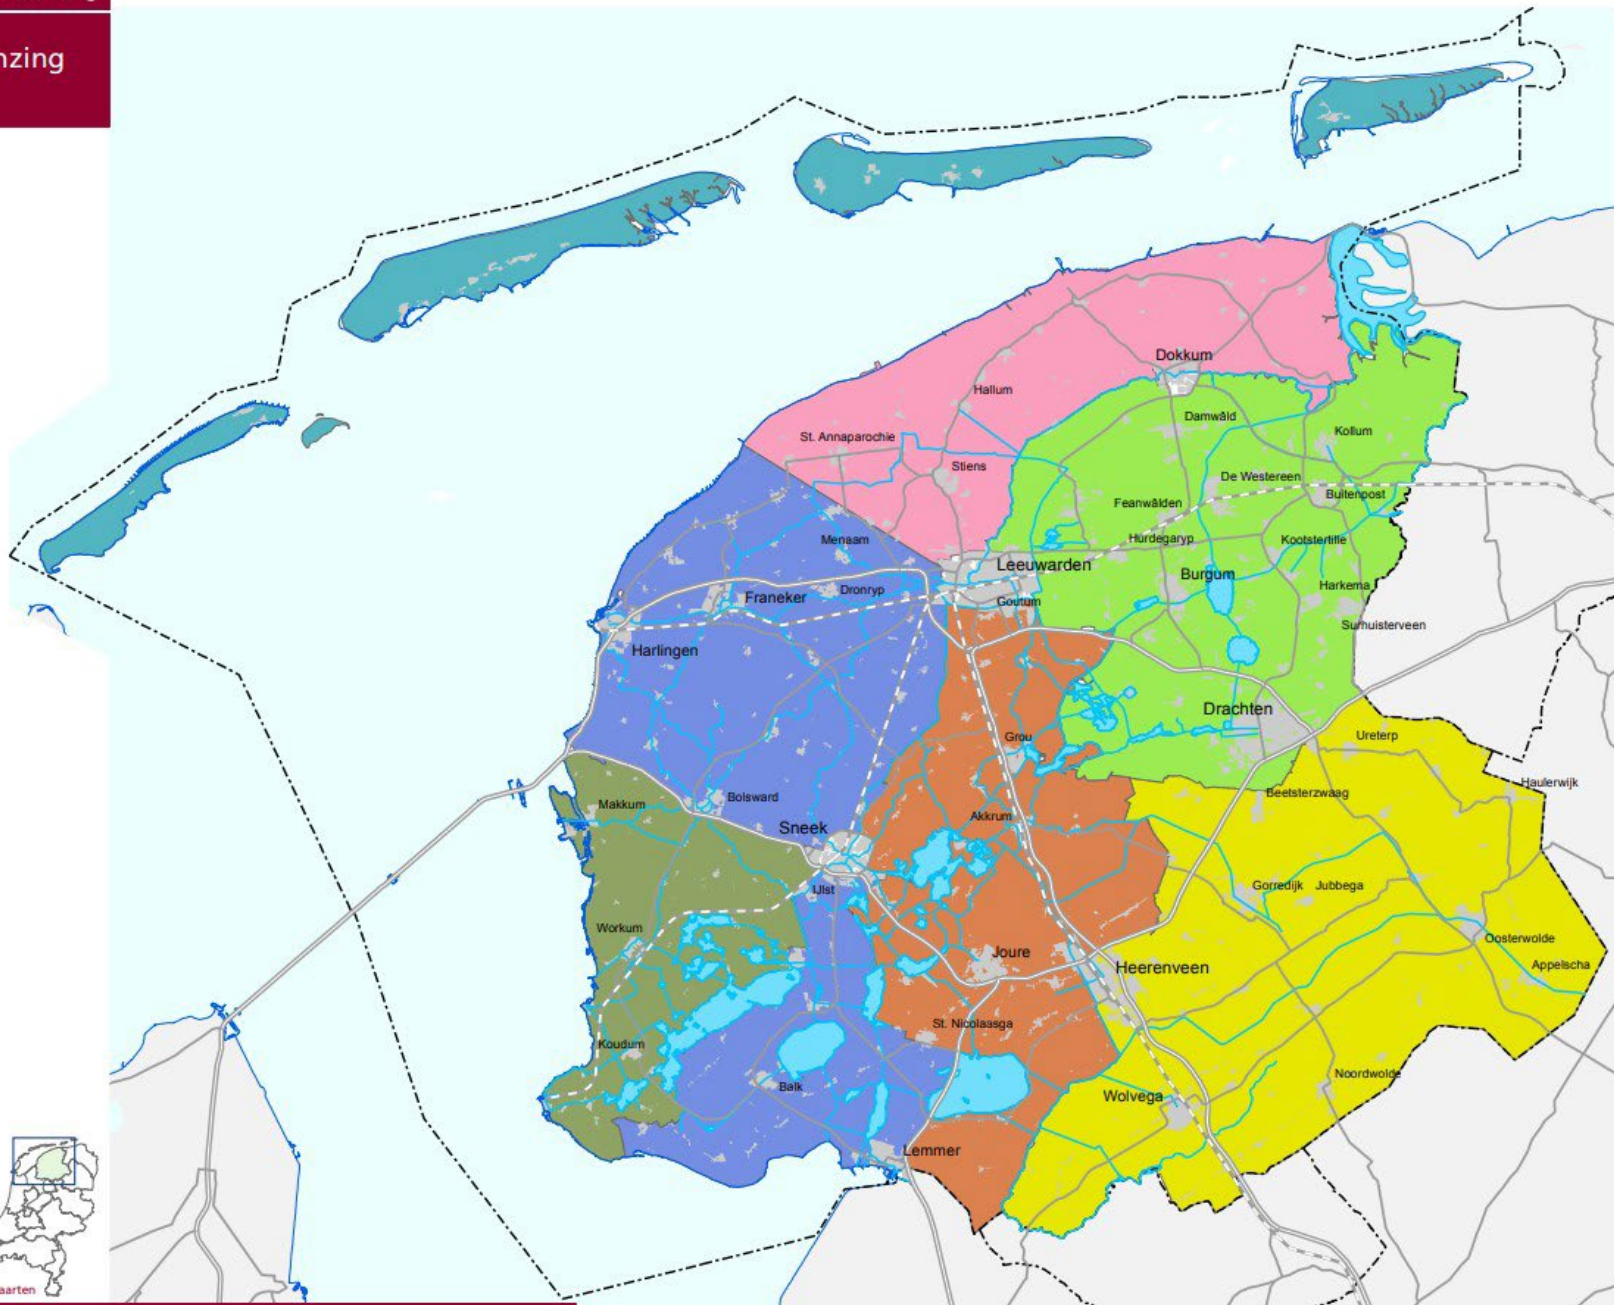 nzing
Dokkum
Hallum
Damwâld
St. Annaparochie
Kollum
Stiens
De Westereen
Buitenpost
Feanwâlden
Menaam
Hurdegaryp
Kootstertille
Leeuwarden
Burgum
Dronryp
Franeker
Harkema
Goutum
Surhuisterveen
Harlingen
Drachten
Grou
Ureterp
Haulerwijk
Beetsterzwaag
Bolsward
Makkum
Akkrum
Sneek
IJlst
Gorredijk
Jubbega
Workum
Oosterwolde
Joure
Appelscha
Heerenveen
St. Nicolaasga
Koudum
Noordwolde
Balk
Wolvega
Lemmer
aarten